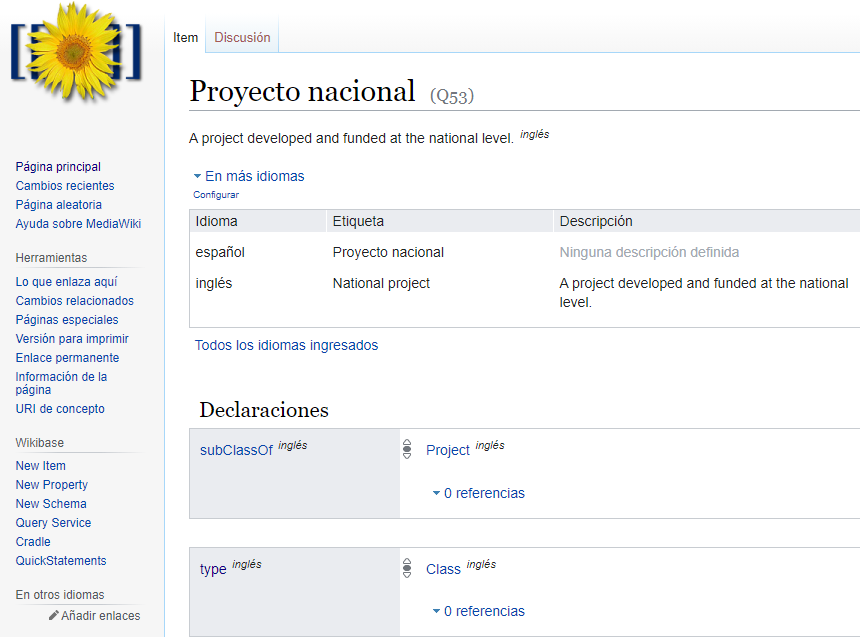 Item
Discusión
Proyecto nacional (Q53)
A project developed and funded at the national level. inglés
En más idiomas
Configurar
Idioma Etiqueta Descripción
español Proyecto nacional Ninguna descripción definida
inglés National project A project developed and funded at the national
level.
Todos los idiomas ingresados
Declaraciones
subClassOf inglés
Project inglés
0 referencias
type inglés
Class inglés
0 referencias
Página principal
Cambios recientes
Página aleatoria
Ayuda sobre MediaWiki
Herramientas
Lo que enlaza aquí
Cambios relacionados
Páginas especiales
Versión para imprimir
Enlace permanente
Información de la
página
URI de concepto
Wikibase
New Item
New Property
New Schema
Query Service
Cradle
QuickStatements
En otros idiomas
Añadir enlaces